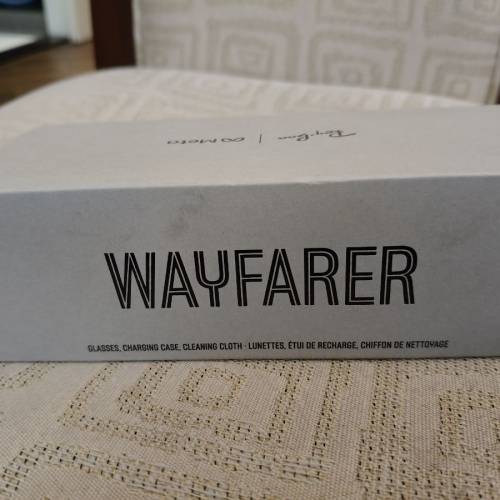 Ray-Ban | ∞ Meta
WAYFARER
GLASSES, CHARGING CASE, CLEANING CLOTH · LUNETTES, ÉTUI DE RECHARGE, CHIFFON DE NETTOYAGE